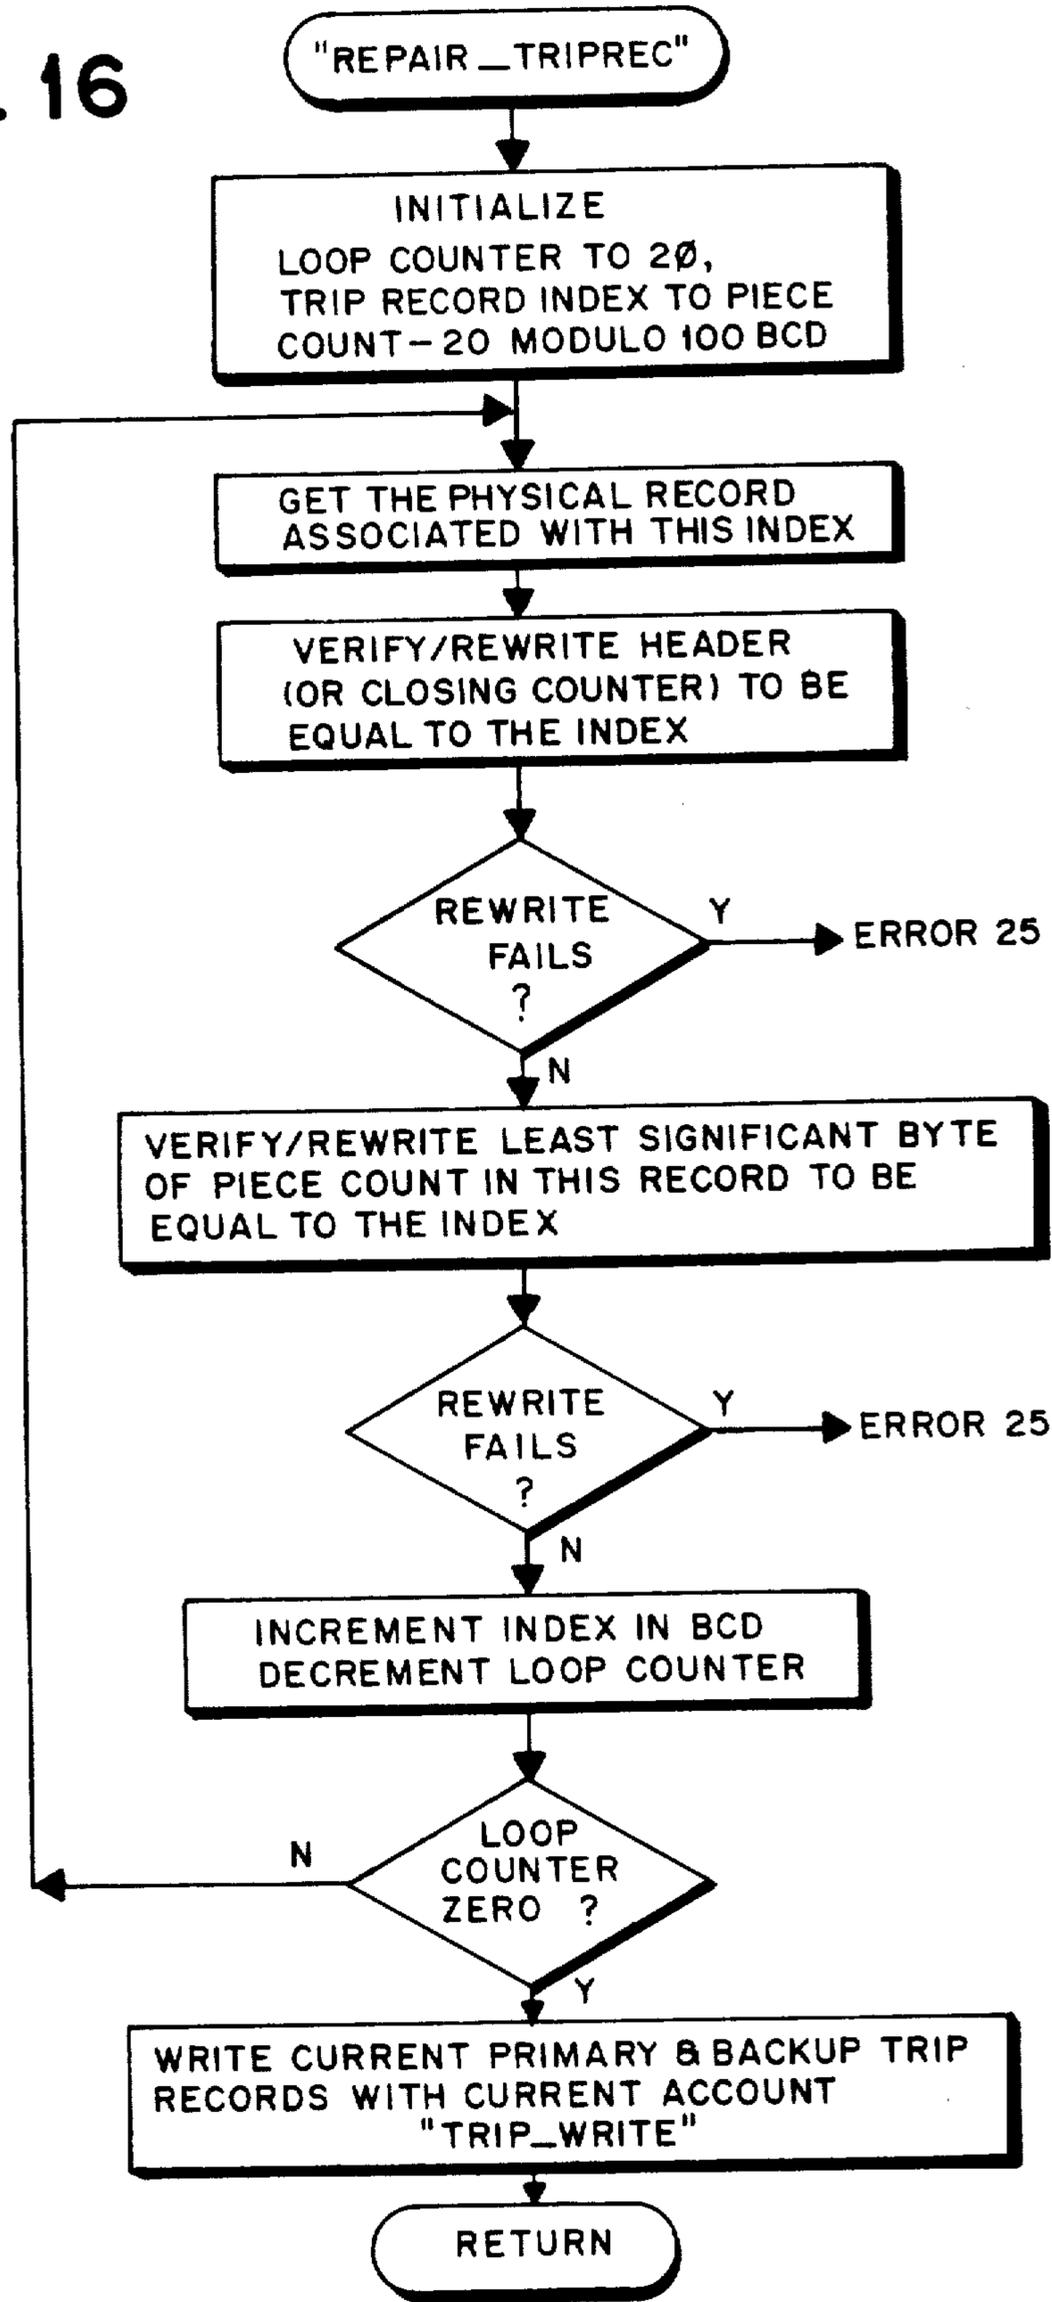 . 16
"REPAIR_TRIPREC"
INITIALIZE
LOOP COUNTER TO 2Ø,
TRIP RECORD INDEX TO PIECE
COUNT-20 MODULO 100 BCD
GET THE PHYSICAL RECORD
ASSOCIATED WITH THIS INDEX
VERIFY/REWRITE HEADER
(OR CLOSING COUNTER) TO BE
EQUAL TO THE INDEX
REWRITE
FAILS
?
Y
ERROR 25
N
VERIFY/REWRITE LEAST SIGNIFICANT BYTE
OF PIECE COUNT IN THIS RECORD TO BE
EQUAL TO THE INDEX
REWRITE
FAILS
?
Y
ERROR 25
N
INCREMENT INDEX IN BCD
DECREMENT LOOP COUNTER
LOOP
COUNTER
ZERO ?
N
Y
WRITE CURRENT PRIMARY & BACKUP TRIP
RECORDS WITH CURRENT ACCOUNT
"TRIP_WRITE"
RETURN